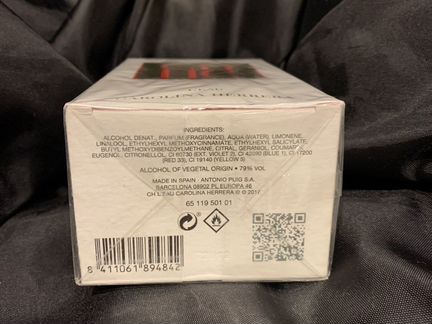 CAROLINA HERRERA
INGREDIENTS:
ALCOHOL DENAT., PARFUM (FRAGRANCE), AQUA (WATER), LIMONENE,
LINALOOL, ETHYLHEXYL METHOXYCINNAMATE, ETHYLHEXYL SALICYLATE,
BUTYL METHOXYDIBENZOYLMETHANE, CITRAL, GERANIOL, COUMARIN,
EUGENOL, CITRONELLOL, CI 60730 (EXT. VIOLET 2), CI 42090 (BLUE 1), CI 17200
(RED 33), CI 19140 (YELLOW 5)
ALCOHOL OF VEGETAL ORIGIN • 79% VOL
MADE IN SPAIN · ANTONIO PUIG S.A.
BARCELONA 08902 PL EUROPA 46
CH L'EAU CAROLINA HERRERA © 2017
65 119 501 01
8 411061 894842